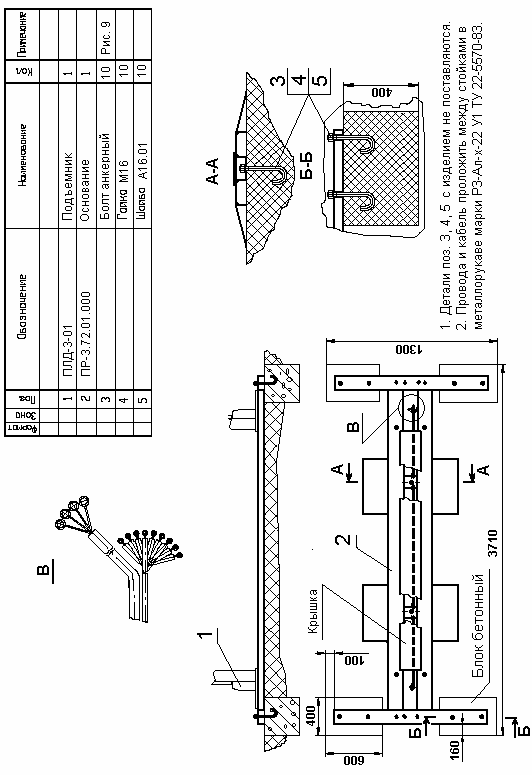 Формат Зона Поз. Обозначение Наименование Кол. Примечание
1 ПЛД-3-01 Подъемник 1
2 ПР-3.72.01.000 Основание 1
3 Болт анкерный 10 Рис. 9
4 Гайка М16 10
5 Шайба А16.01 10
В
А-А
Б-Б
3
4
5
400
1. Детали поз. 3, 4, 5 с изделием не поставляются.
2. Провода и кабель проложить между стойками в
металлорукаве марки РЗ-Ал-х-22 У1 ТУ 22-5570-83.
1
1300
В
А
А
2
Крышка
3710
Блок бетонный
100
400
600
160
Б
Б